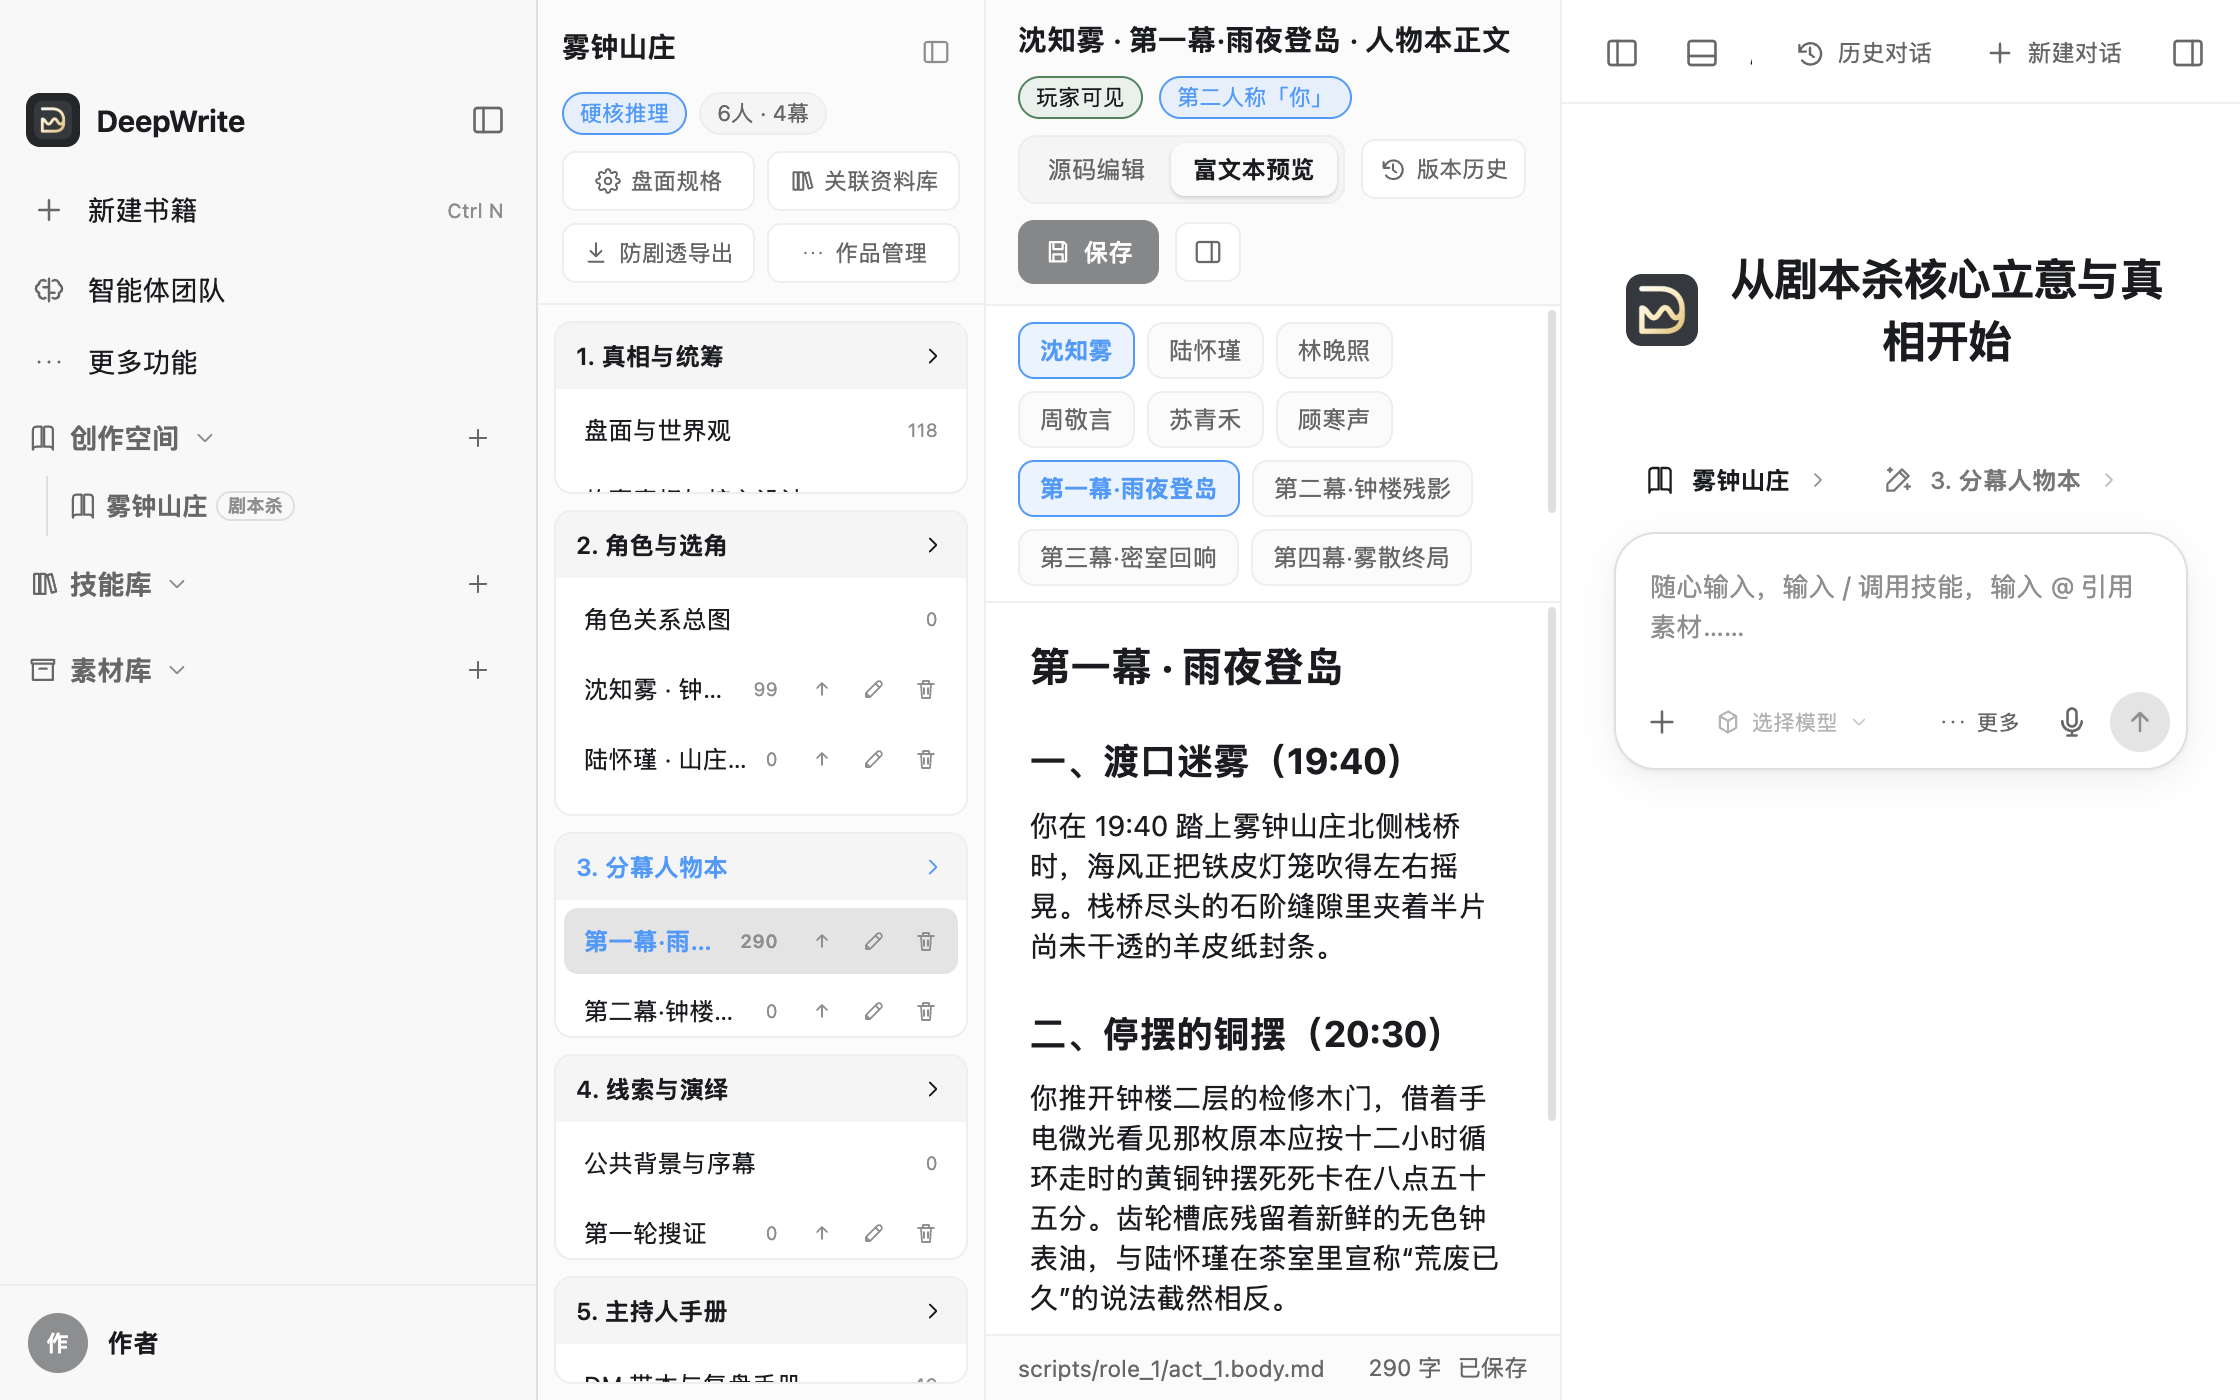 DeepWrite
新建书籍
Ctrl N
智能体团队
更多功能
创作空间
雾钟山庄
剧本杀
技能库
素材库
作
作者
雾钟山庄
硬核推理
6人 · 4幕
盘面规格
关联资料库
防剧透导出
作品管理
1. 真相与统筹
盘面与世界观
118
2. 角色与选角
角色关系总图
0
沈知雾 · 钟...
99
陆怀瑾 · 山庄...
0
3. 分幕人物本
第一幕·雨...
290
第二幕·钟楼...
0
4. 线索与演绎
公共背景与序幕
0
第一轮搜证
0
5. 主持人手册
沈知雾 · 第一幕·雨夜登岛 · 人物本正文
玩家可见
第二人称「你」
源码编辑
富文本预览
版本历史
保存
沈知雾
陆怀瑾
林晚照
周敬言
苏青禾
顾寒声
第一幕·雨夜登岛
第二幕·钟楼残影
第三幕·密室回响
第四幕·雾散终局
第一幕 · 雨夜登岛
一、渡口迷雾（19:40）
你在 19:40 踏上雾钟山庄北侧栈桥
时，海风正把铁皮灯笼吹得左右摇
晃。栈桥尽头的石阶缝隙里夹着半片
尚未干透的羊皮纸封条。
二、停摆的铜摆（20:30）
你推开钟楼二层的检修木门，借着手
电微光看见那枚原本应按十二小时循
环走时的黄铜钟摆死死卡在八点五十
五分。齿轮槽底残留着新鲜的无色钟
表油，与陆怀瑾在茶室里宣称“荒废已
久”的说法截然相反。
scripts/role_1/act_1.body.md
290 字
已保存
历史对话
新建对话
从剧本杀核心立意与真
相开始
雾钟山庄
3. 分幕人物本
随心输入，输入 / 调用技能，输入 @ 引用
素材......
选择模型
更多